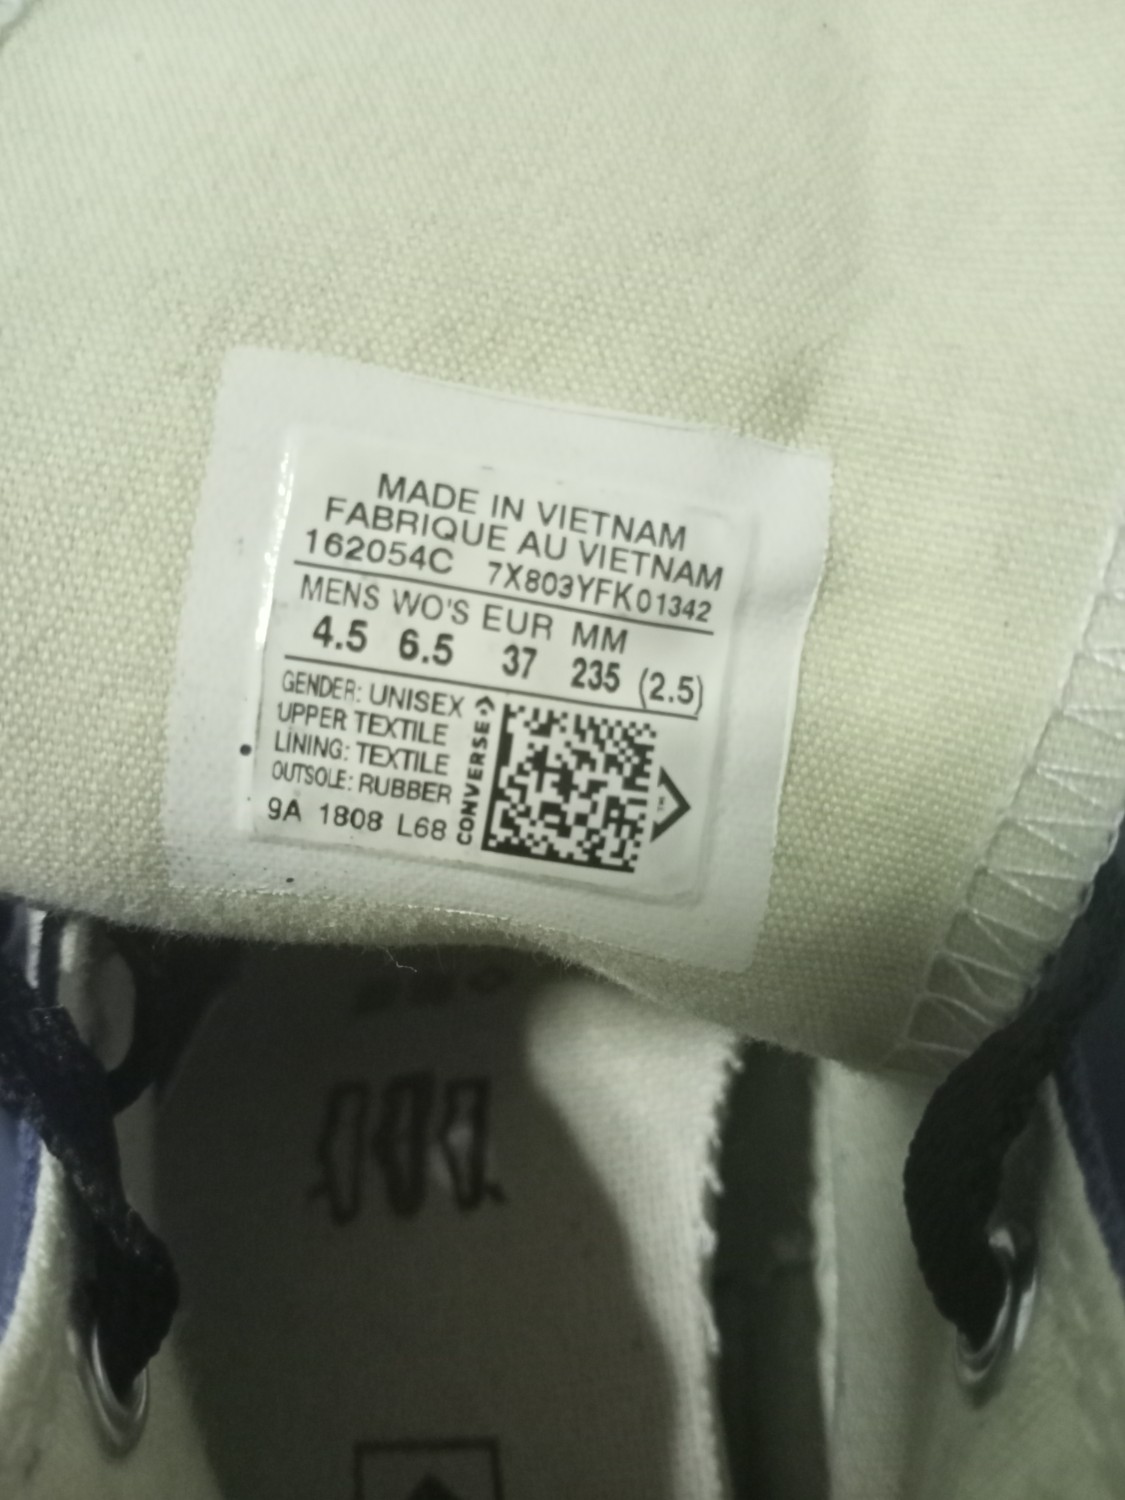 MADE IN VIETNAM
FABRIQUE AU VIETNAM
162054C 7X803YFK01342
MENS WO'S EUR MM
4.5 6.5 37 235 (2.5)
GENDER: UNISEX
UPPER TEXTILE
LINING: TEXTILE
OUTSOLE: RUBBER
9A 1808 L68
CONVERSE